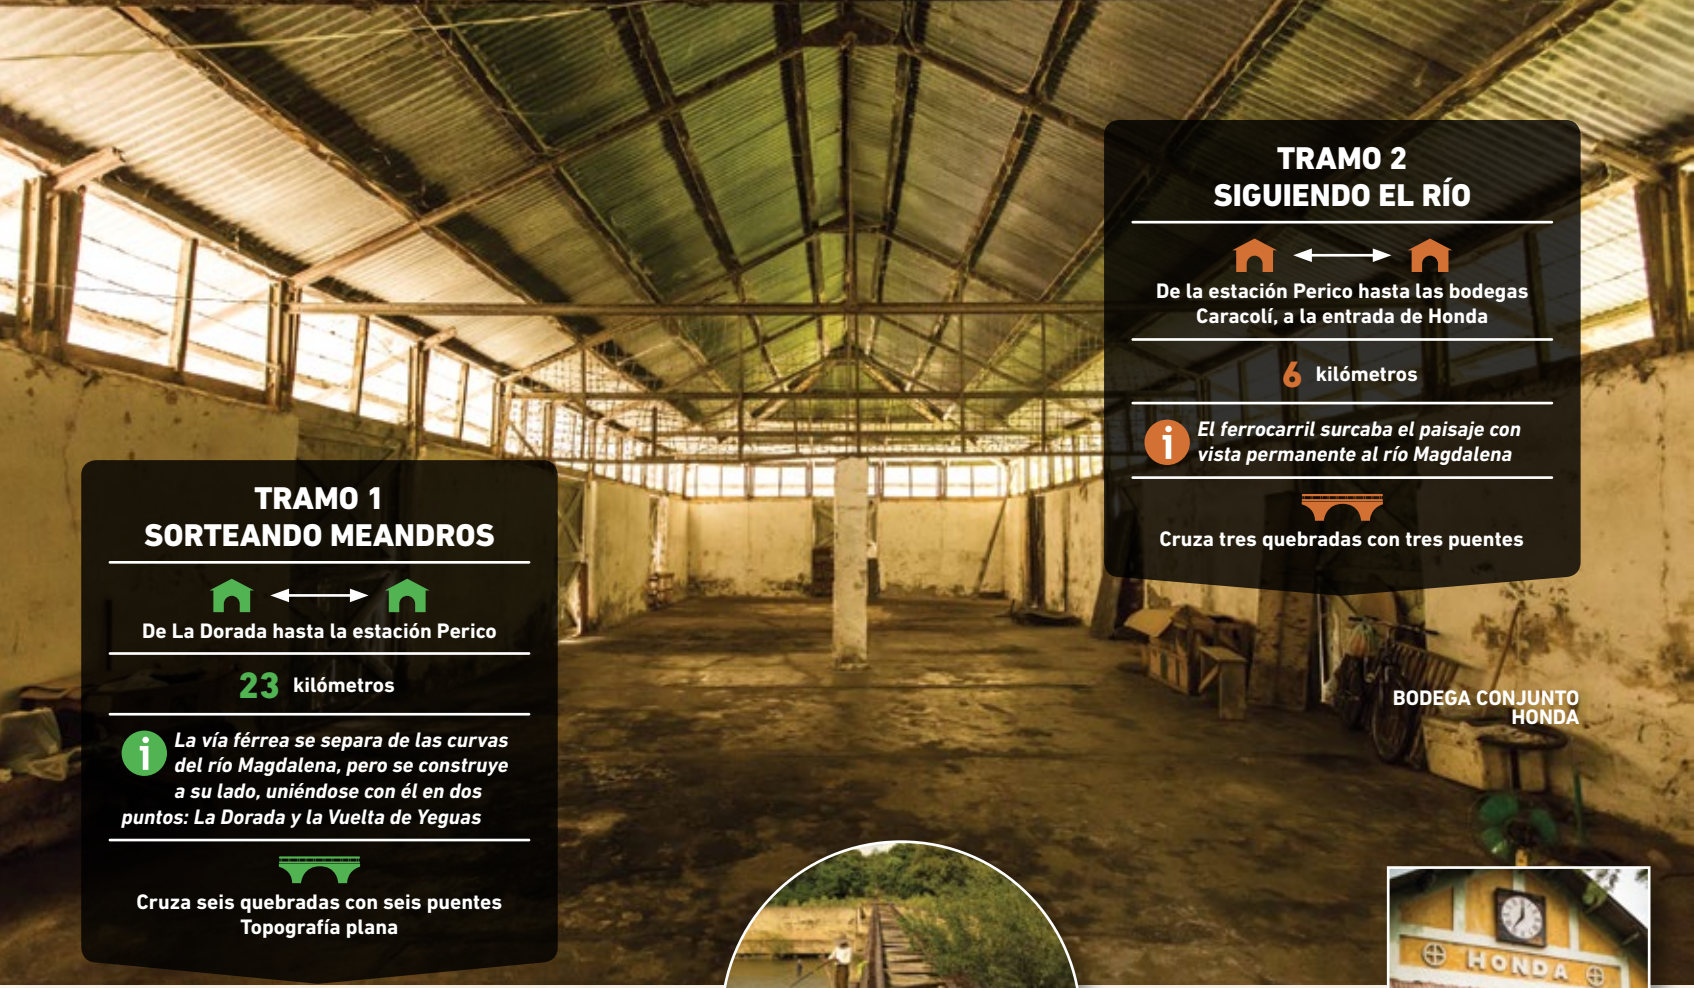 TRAMO 1
SORTEANDO MEANDROS
De La Dorada hasta la estación Perico
23 kilómetros
i
La vía férrea se separa de las curvas
del río Magdalena, pero se construye
a su lado, uniéndose con él en dos
puntos: La Dorada y la Vuelta de Yeguas
Cruza seis quebradas con seis puentes
Topografía plana
TRAMO 2
SIGUIENDO EL RÍO
De la estación Perico hasta las bodegas
Caracolí, a la entrada de Honda
6 kilómetros
i
El ferrocarril surcaba el paisaje con
vista permanente al río Magdalena
Cruza tres quebradas con tres puentes
BODEGA CONJUNTO
HONDA
HONDA